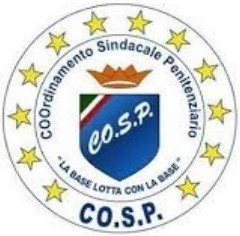 COOrdinamento Sindacale Penitenziario
CO.S.P.
"LA BASE LOTTA CON LA BASE"
CO.S.P.